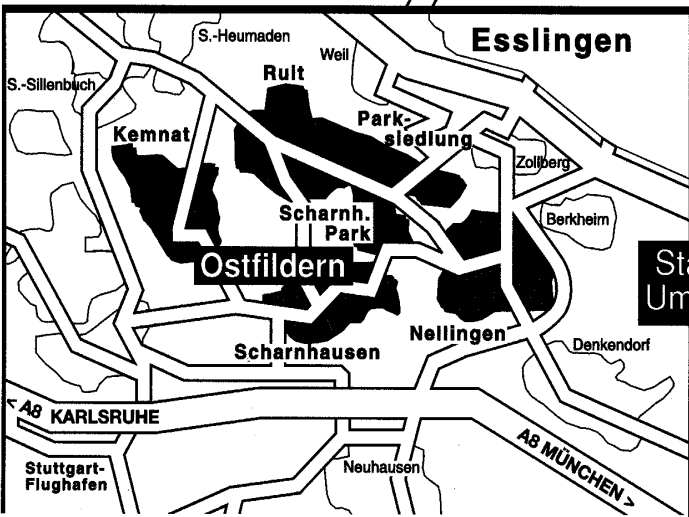 S.-Heumaden
Esslingen
Weil
Ruit
S.-Sillenbuch
Park-
siedlung
Kemnat
Zollberg
Scharnh.
Park
Berkheim
Ostfildern
Nellingen
Denkendorf
Scharnhausen
< A8 KARLSRUHE
A8 MÜNCHEN >
Stuttgart-
Flughafen
Neuhausen